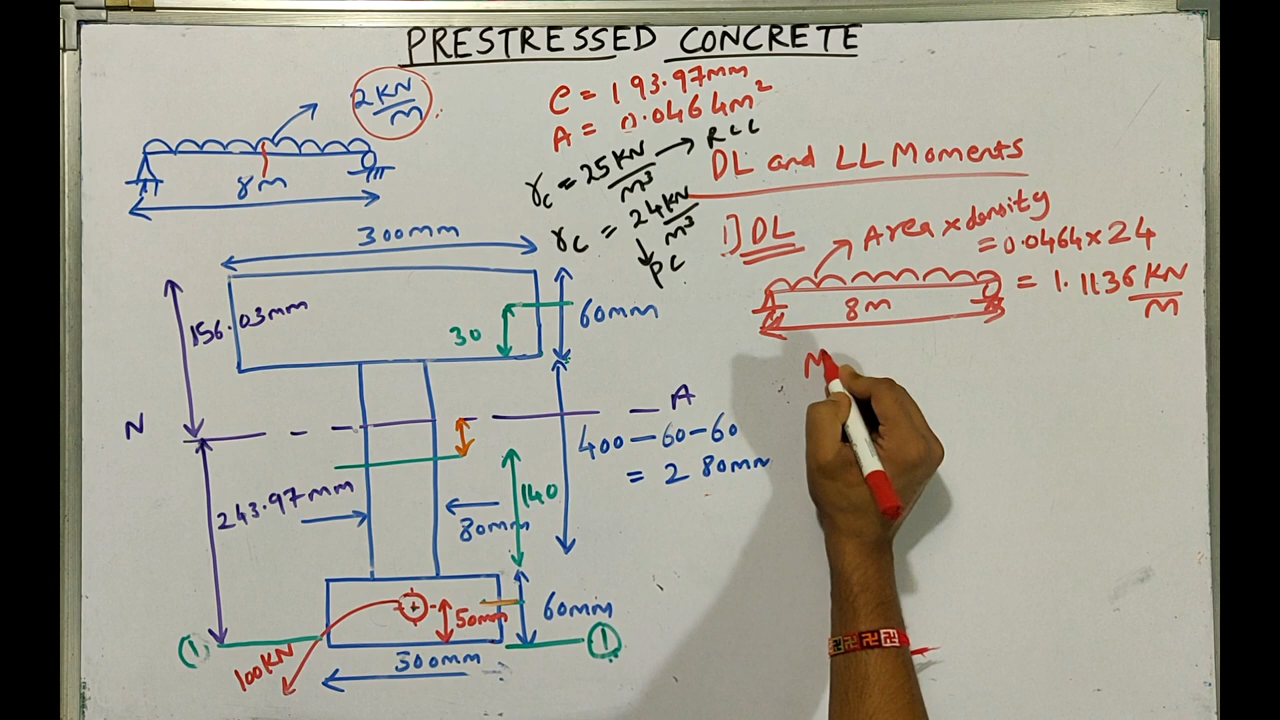 PRESTRESSED CONCRETE
2KN/M
8m
e = 193.97mm
A = 0.0464m²
γc = 25KN/M³ → RCC
γc = 24KN/M³
↓
PC
DL and LL Moments
1] DL
Area x density
= 0.0464 x 24
= 1.1136 KN/M
8m
M
300mm
156.03mm
30
60mm
N
A
400 - 60 - 60
= 280mm
243.97mm
80mm
140
50mm
60mm
1
1
100KN
300mm